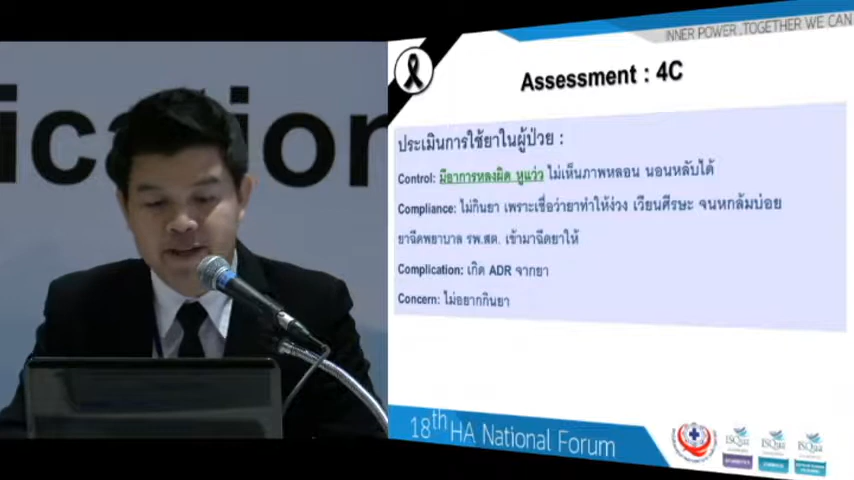 INNER POWER , TOGETHER WE CAN
Assessment : 4C
ication
ประเมินการใช้ยาในผู้ป่วย :
Control: มีอาการหลงผิด หูแว่ว ไม่เห็นภาพหลอน นอนหลับได้
Compliance: ไม่กินยา เพราะเชื่อว่ายาทำให้ง่วง เวียนศีรษะ จนหกล้มบ่อย
ยาฉีดพยาบาล รพ.สต. เข้ามาฉีดยาให้
Complication: เกิด ADR จากยา
Concern: ไม่อยากกินยา
18th HA National Forum
ISQua ISQua ISQua